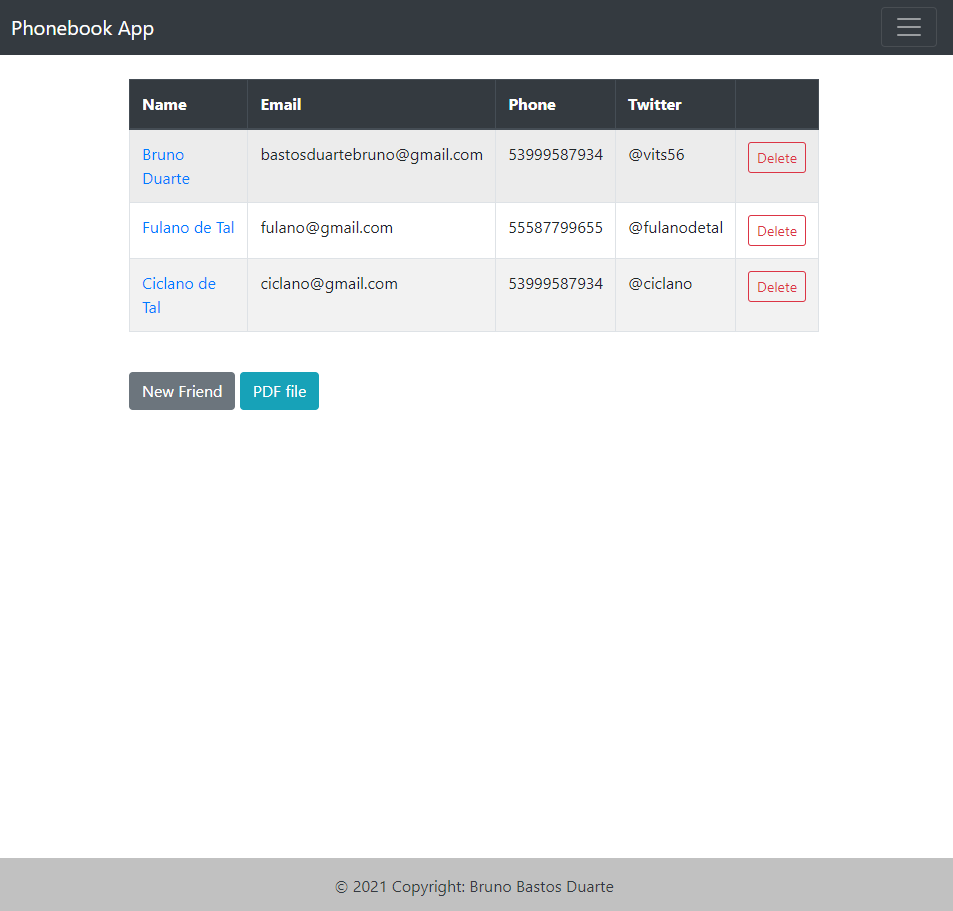 Phonebook App
Name Email Phone Twitter
Bruno Duarte bastosduartebruno@gmail.com 53999587934 @vits56 Delete
Fulano de Tal fulano@gmail.com 55587799655 @fulanodetal Delete
Ciclano de Tal ciclano@gmail.com 53999587934 @ciclano Delete
New Friend PDF file
© 2021 Copyright: Bruno Bastos Duarte